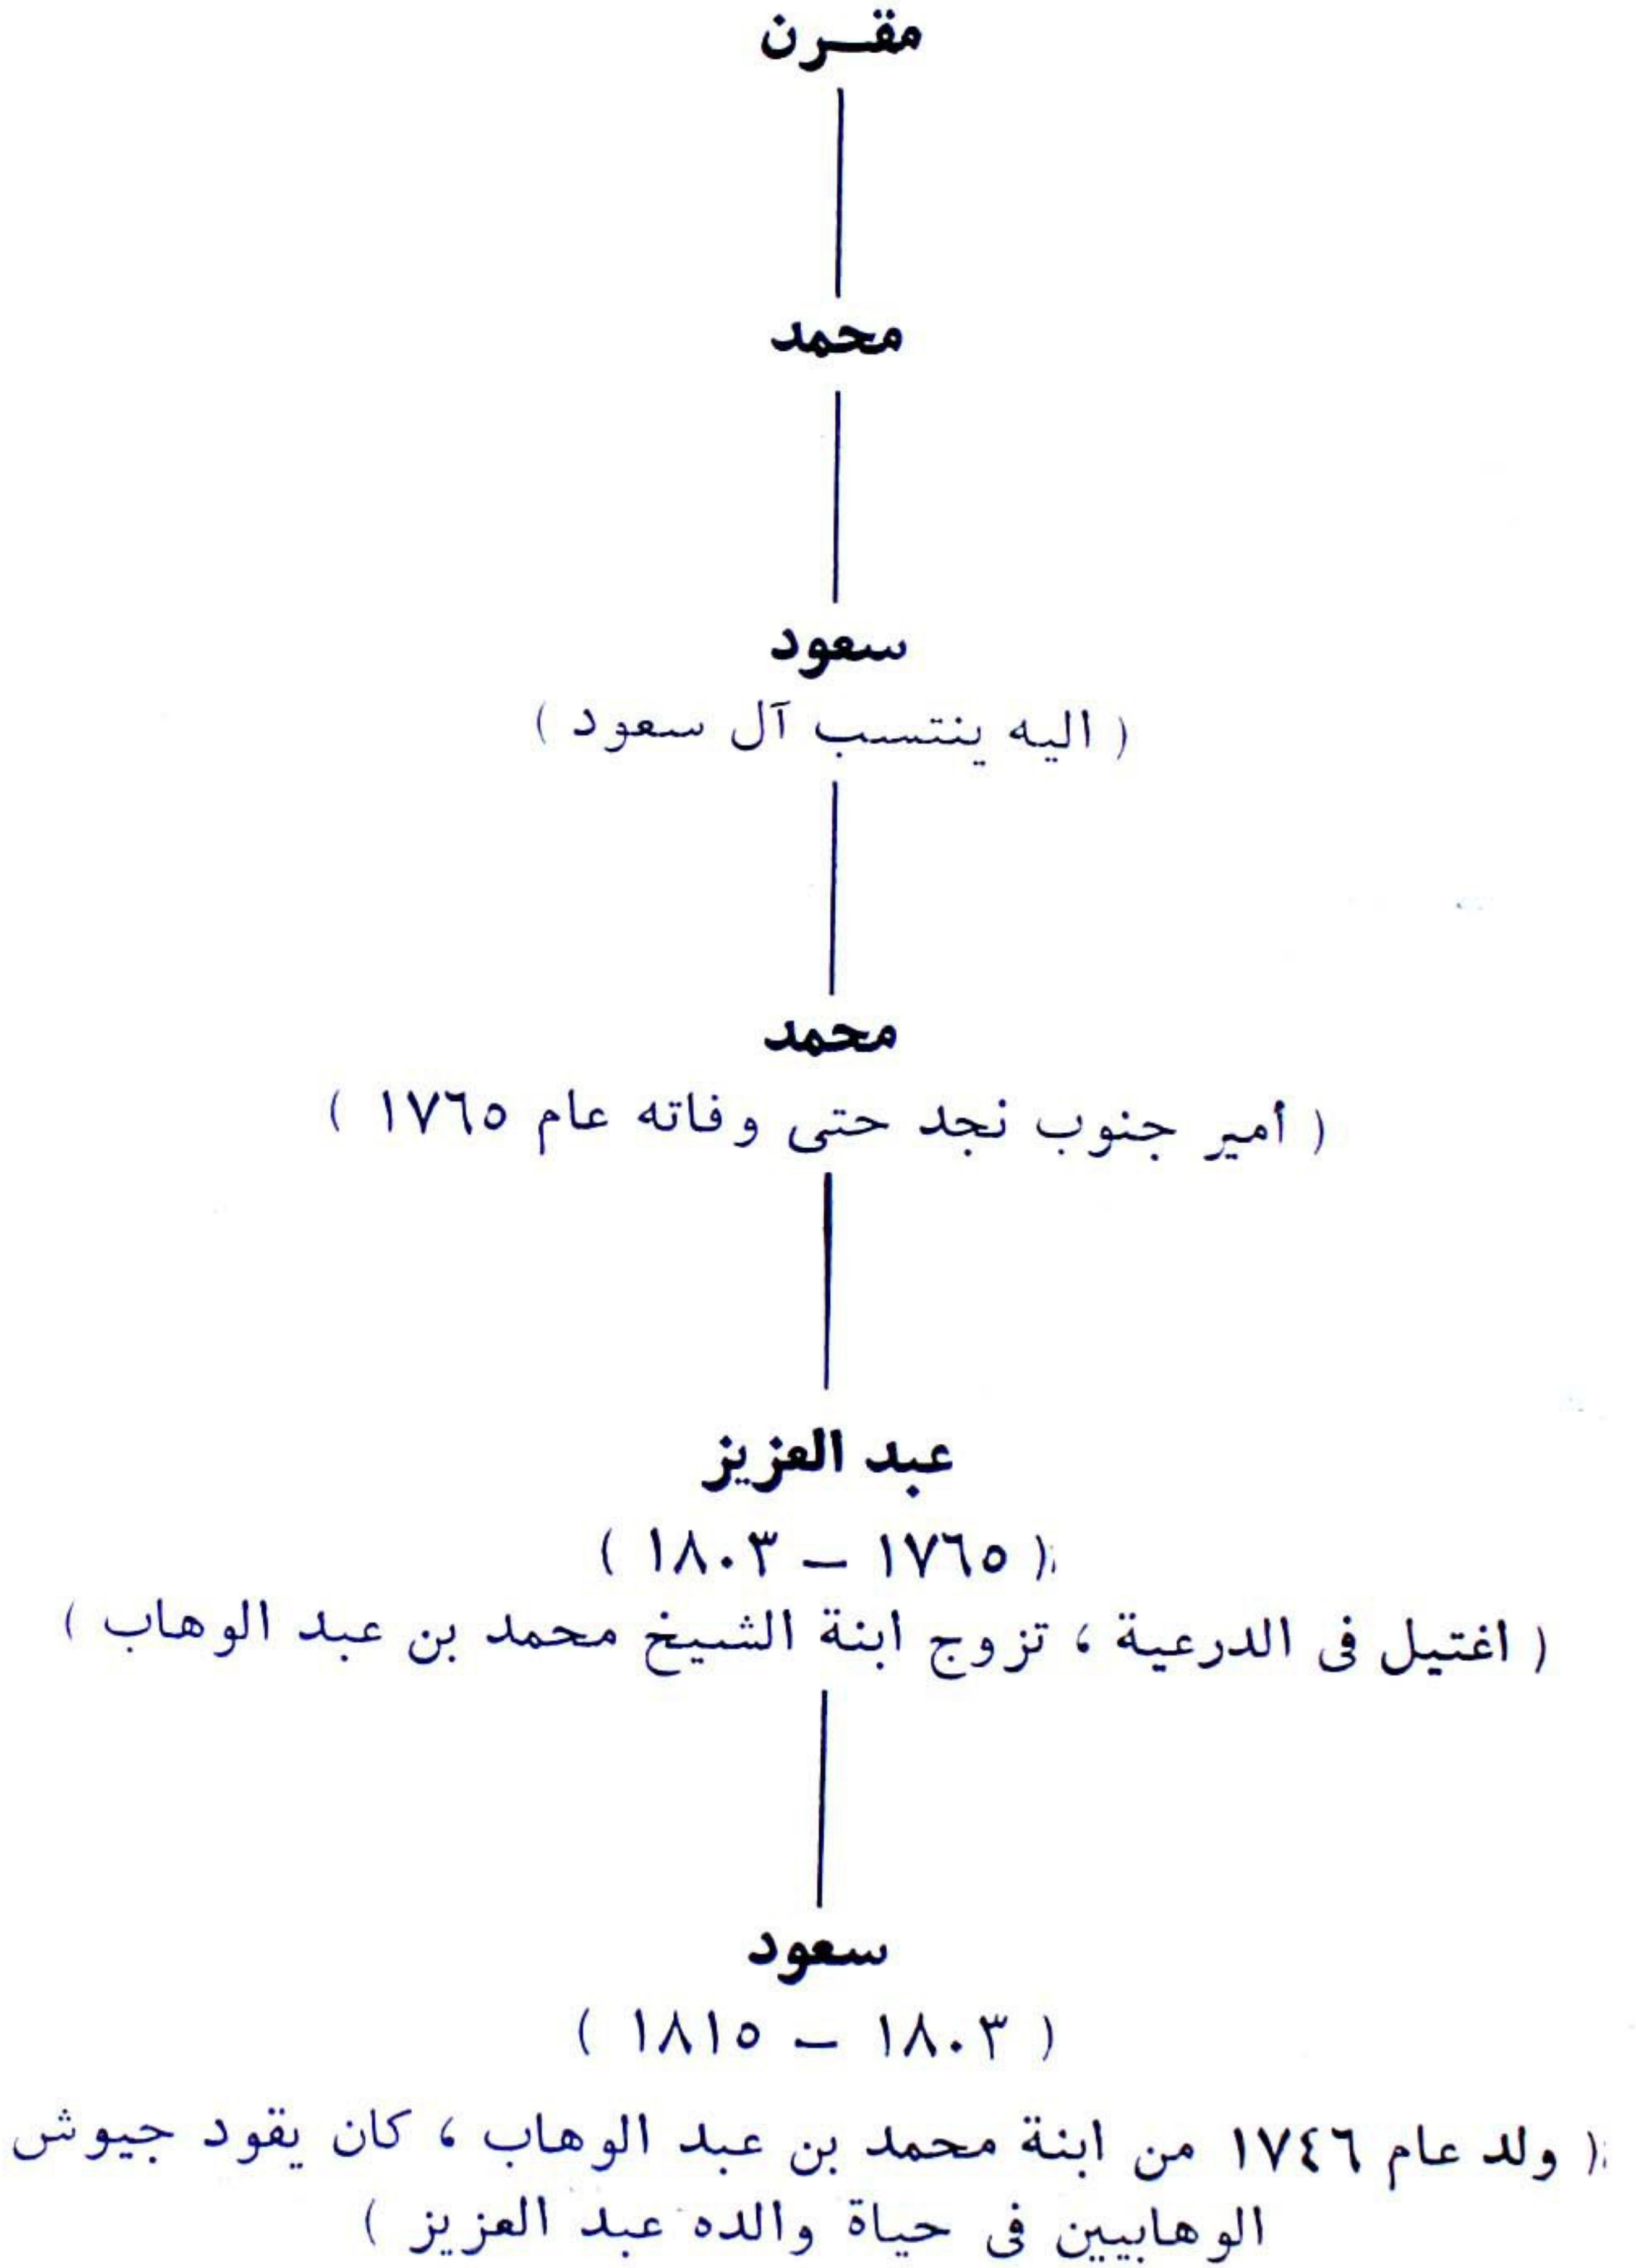 مقرن
محمد
سعود
( اليه ينتسب آل سعود )
محمد
( أمير جنوب نجد حتى وفاته عام ١٧٦٥ )
عبد العزيز
( ١٧٦٥ – ١٨٠٣ )
( اغتيل فى الدرعية ، تزوج ابنة الشيخ محمد بن عبد الوهاب )
سعود
( ١٨٠٣ – ١٨١٥ )
( ولد عام ١٧٤٦ من ابنة محمد بن عبد الوهاب ، كان يقود جيوش
الوهابيين فى حياة والده عبد العزيز )